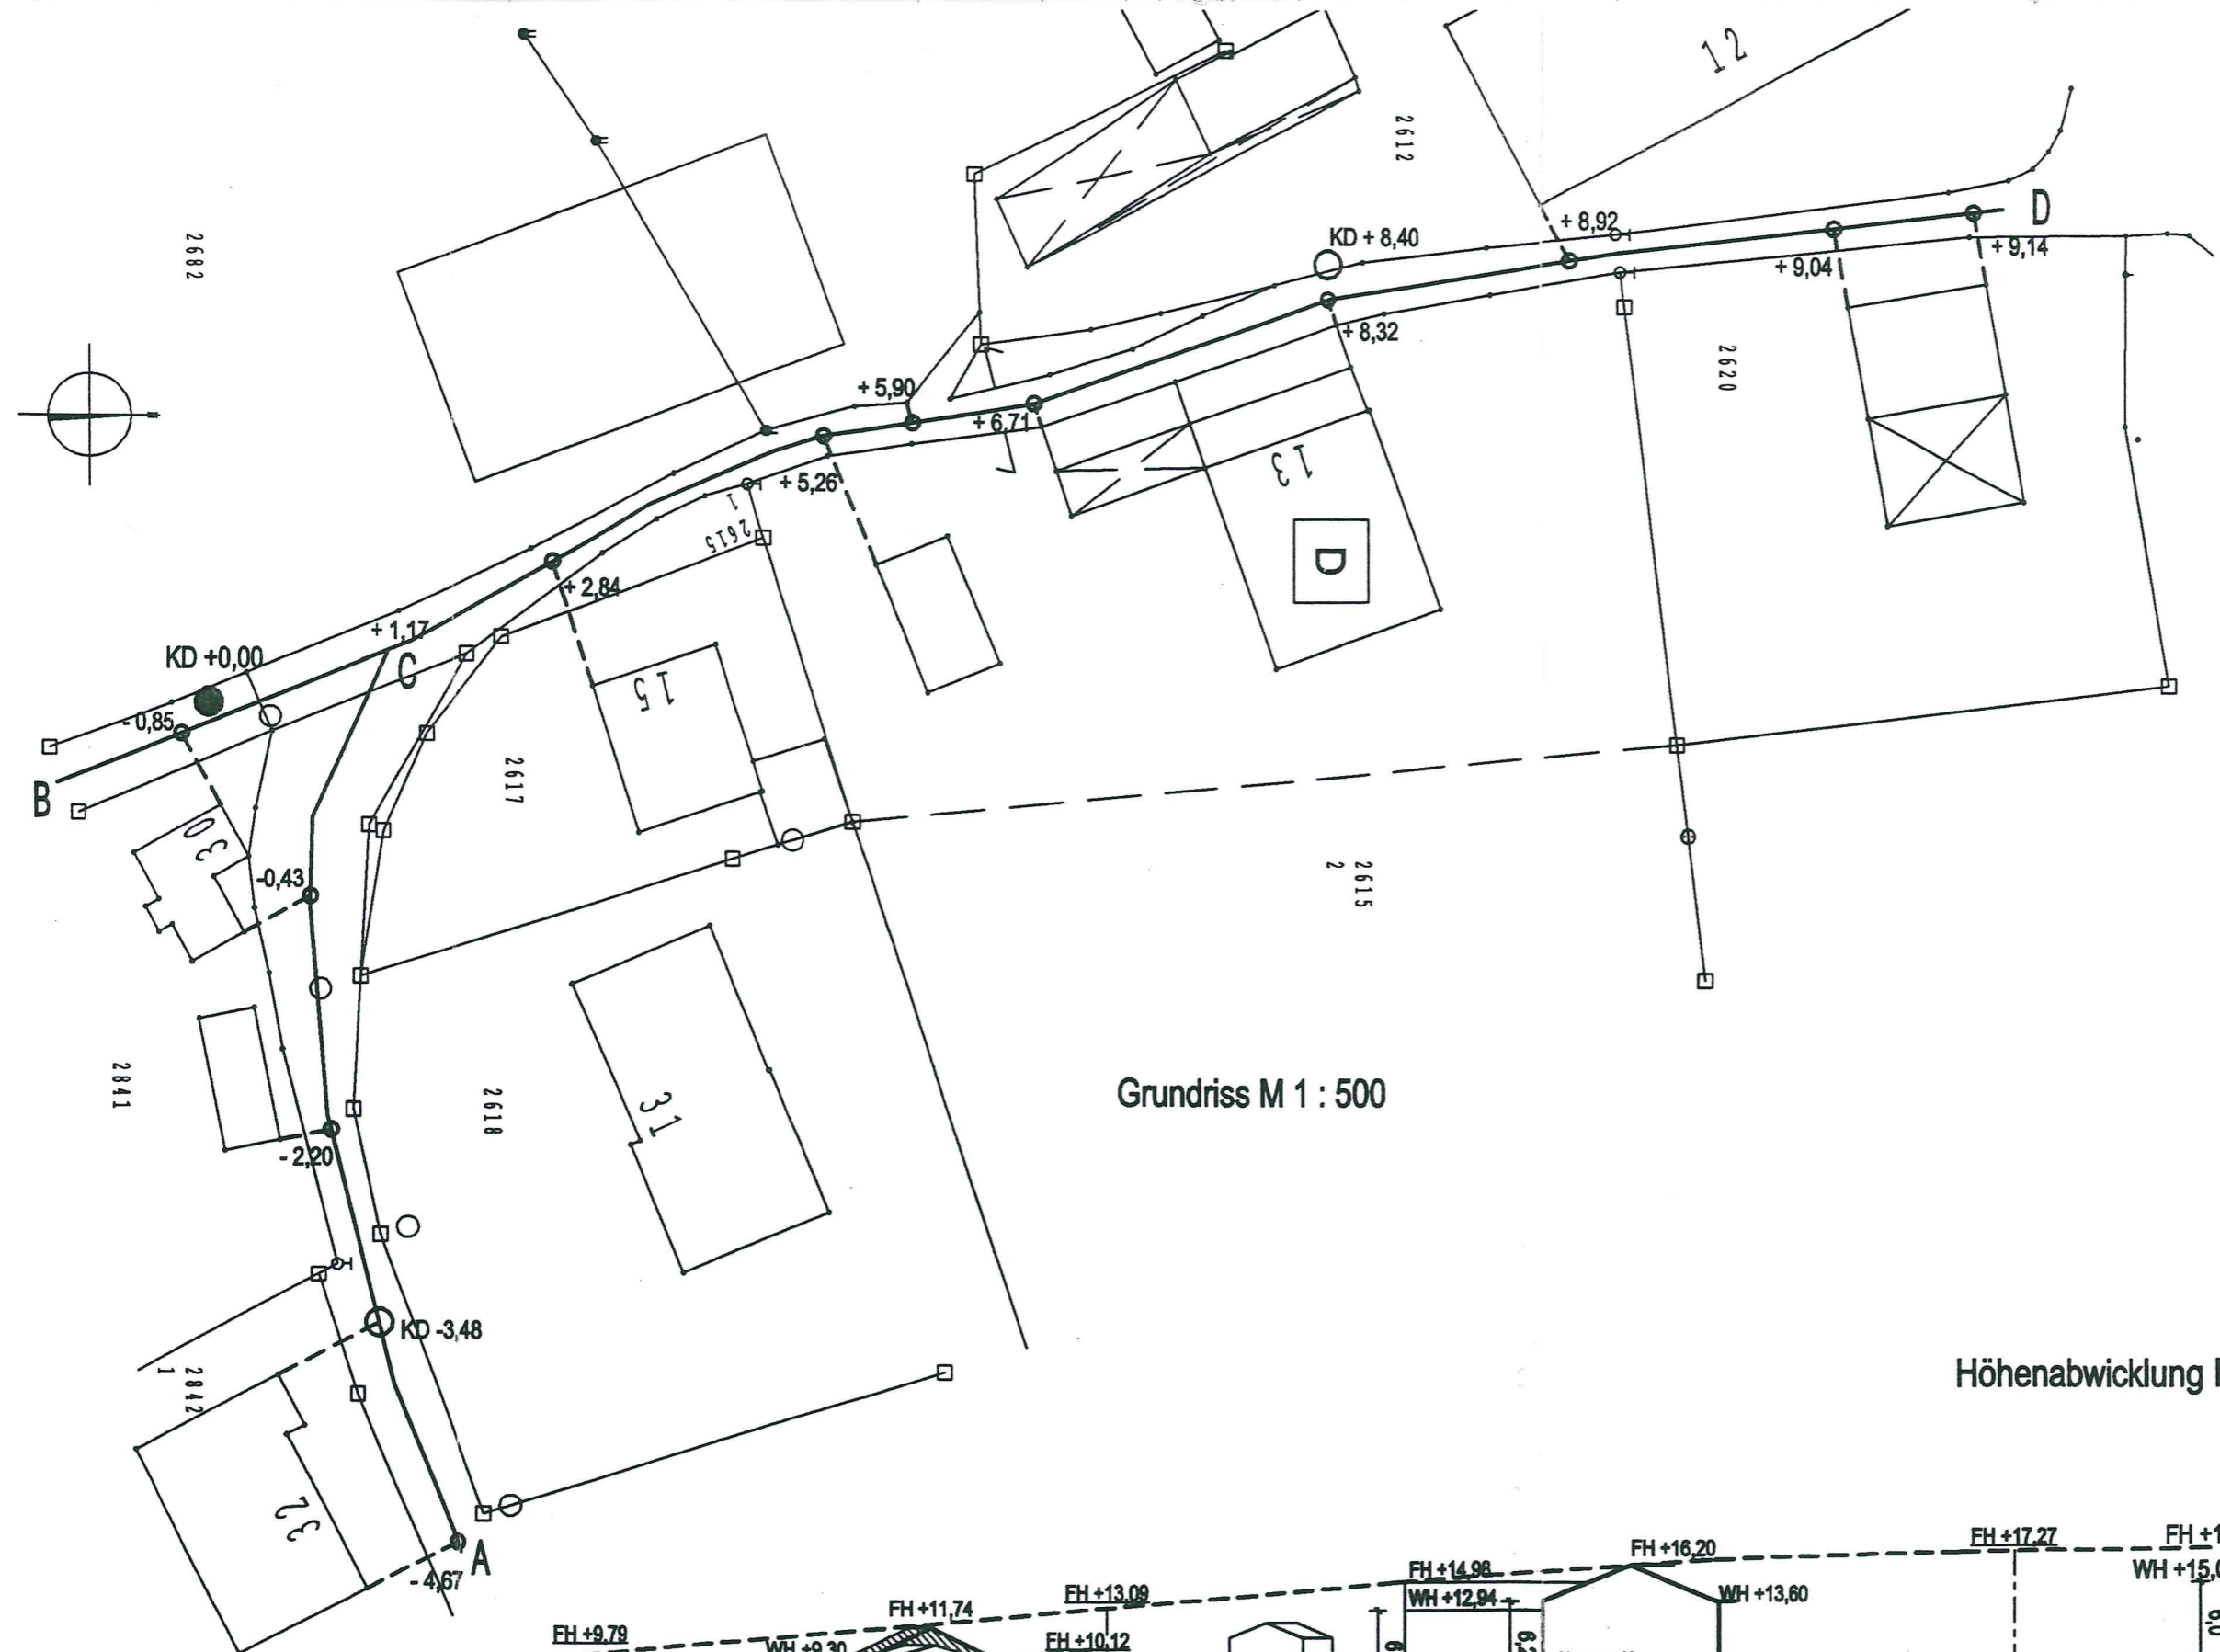 12
2612
2682
D
+ 8,92
KD + 8,40
+ 9,14
+ 9,04
+ 8,32
2620
+ 5,90
+ 6,71
7
13
+ 5,26
1
2615
D
+ 2,84
+ 1,17
C
KD +0,00
- 0,85
15
B
2617
30
-0,43
2615
2
2841
2618
31
Grundriss M 1 : 500
- 2,20
KD -3,48
2842
1
Höhenabwicklung
32
A
- 4,67
FH +17,27
FH +16,20
FH +14,98
WH +12,94
WH +13,60
FH +13,09
FH +11,74
FH +10,12
FH +9,79
WH +9,30